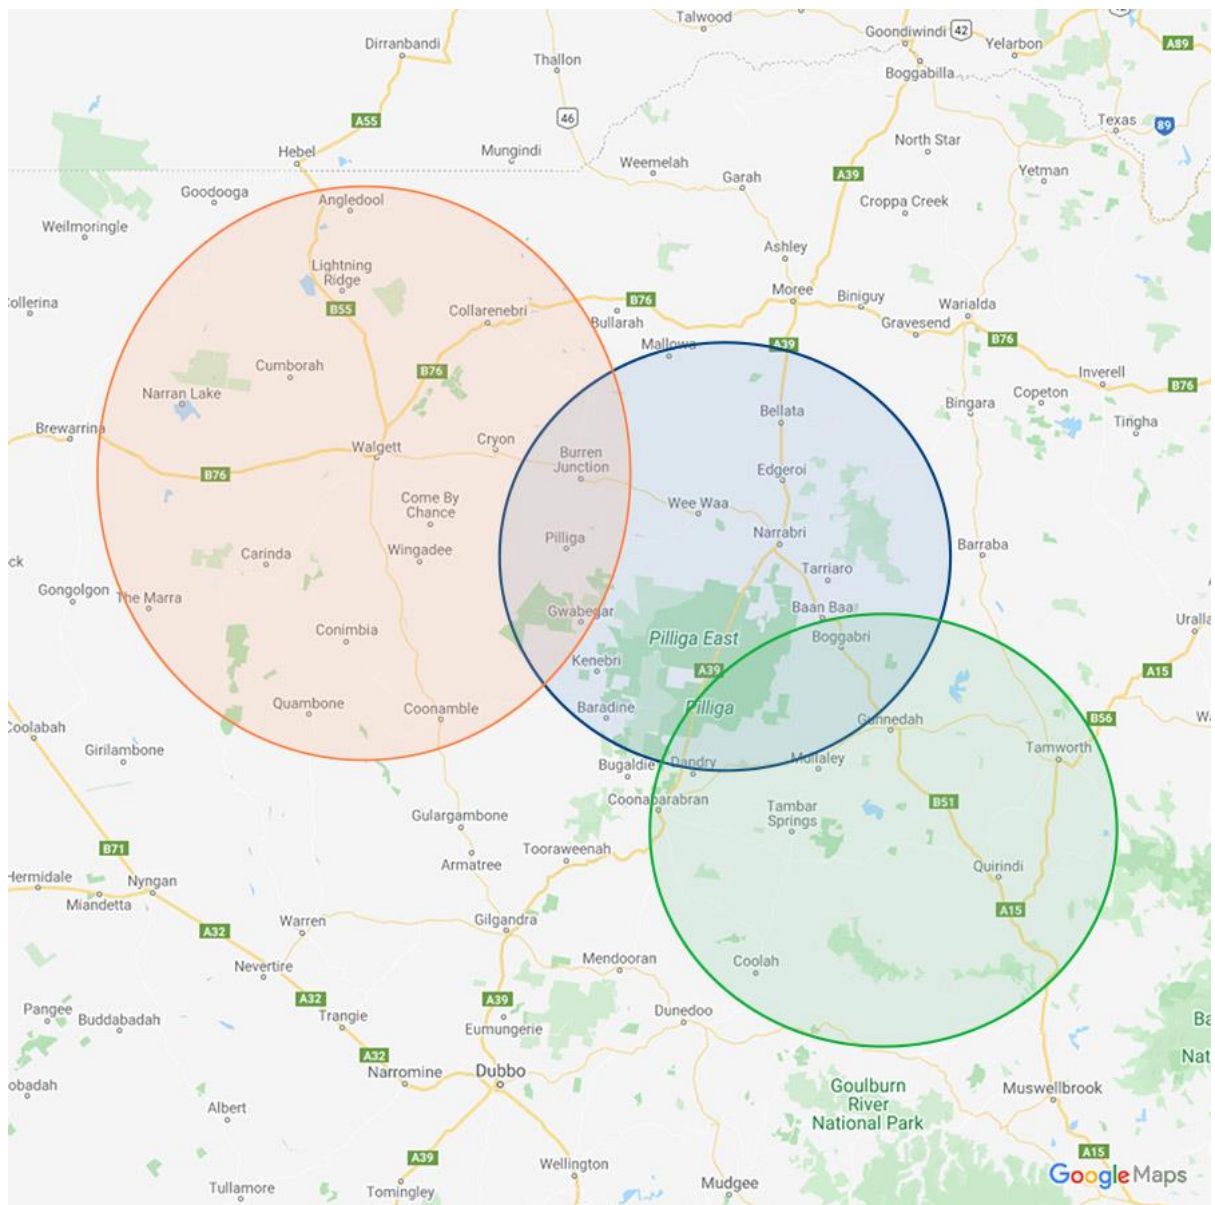 Talwood
Goondiwindi
42
Dirranbandi
Yelarbon
A89
Thallon
Boggabilla
A55
46
Texas
89
North Star
Hebel
Mungindi
Weemelah
Garah
A39
Yetman
Goodooga
Angledool
Croppa Creek
Weilmoringle
Ashley
Lightning
Ridge
Moree
Biniguy
Warialda
ollerina
B55
Collarenebri
B76
Bullarah
Gravesend
B76
Mallowa
A39
Cumborah
B76
Inverell
B76
Narran Lake
Copeton
Bingara
Bellata
Tingha
Brewarrina
Walgett
Cryon
Burren
Junction
Edgeroi
B76
Come By
Chance
Wee Waa
Pilliga
Narrabri
Barraba
Carinda
Wingadee
Tarriaro
ck
Gongolgon
The Marra
Gwabegar
Baan Baa
Conimbia
Pilliga East
Boggabri
Uralla
Kenebri
A39
A15
Quambone
Coonamble
Baradine
Pilliga
Gunnedah
B56
Wa
Coolabah
Girilambone
Bugaldie
Dandry
Mullaley
Tamworth
Coonabarabran
Tambar
Springs
B51
Gulargambone
B71
Tooraweenah
Armatree
Quirindi
Hermidale
Nyngan
Miandetta
A15
Warren
Gilgandra
A32
Mendooran
Coolah
Nevertire
A32
A39
Pangee
Buddabadah
Trangie
Eumungerie
Dunedoo
Ba
Nat
A32
Narromine
Dubbo
obadah
Goulburn
River
National Park
Muswellbrook
Albert
A39
Wellington
A15
Tullamore
Tomingley
Mudgee
Google Maps